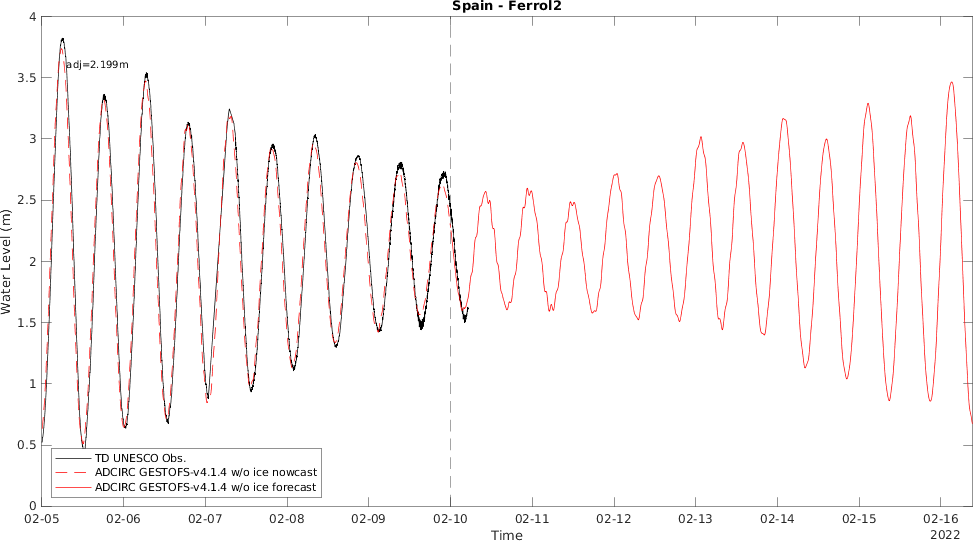 Spain - Ferrol2
4
3.5
3
2.5
2
1.5
1
0.5
0
Water Level (m)
adj=2.199m
TD UNESCO Obs.
ADCIRC GESTOFS-v4.1.4 w/o ice nowcast
ADCIRC GESTOFS-v4.1.4 w/o ice forecast
02-05 02-06 02-07 02-08 02-09 02-10 02-11 02-12 02-13 02-14 02-15 02-16
2022
Time